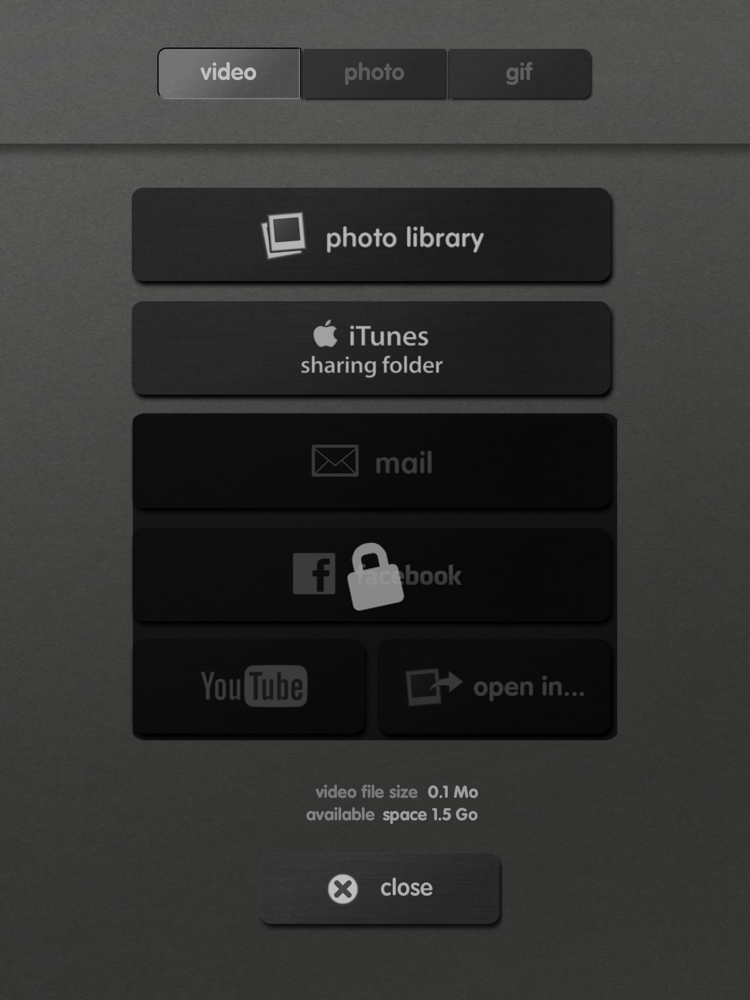 video photo gif
photo library
iTunes
sharing folder
mail
facebook
YouTube open in...
video file size 0.1 Mo
available space 1.5 Go
close